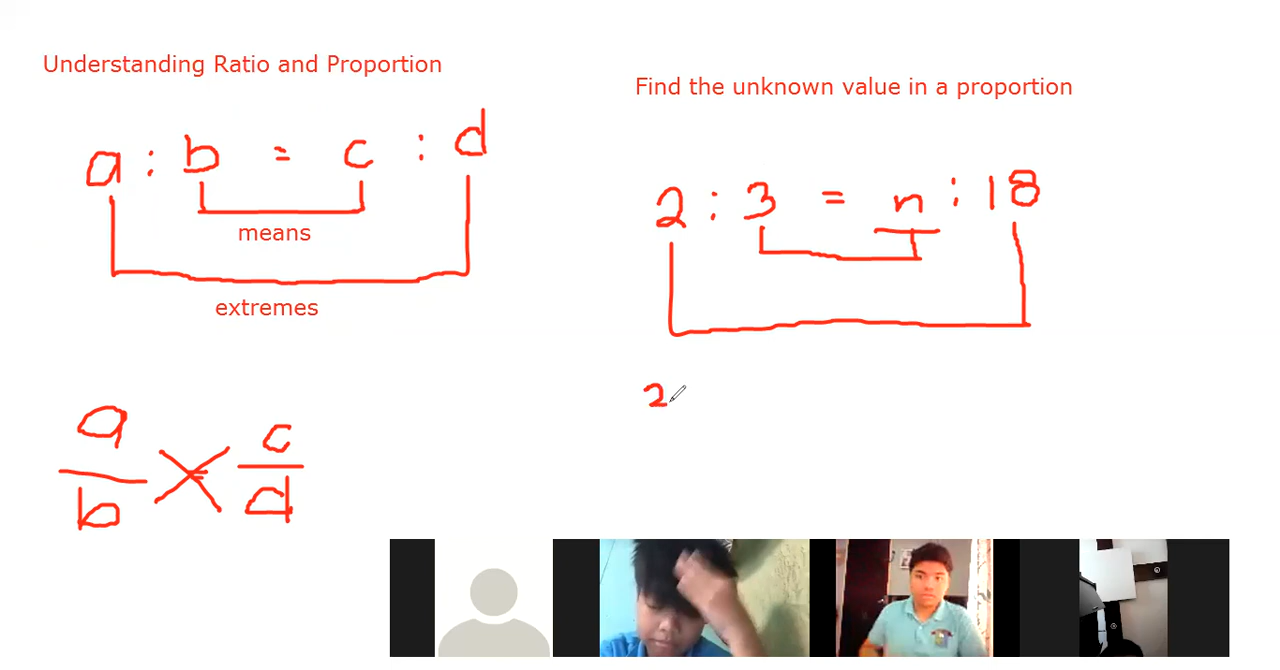 Understanding Ratio and Proportion
a : b = c : d
means
extremes
a/b = c/d
Find the unknown value in a proportion
2 : 3 = n : 18
2